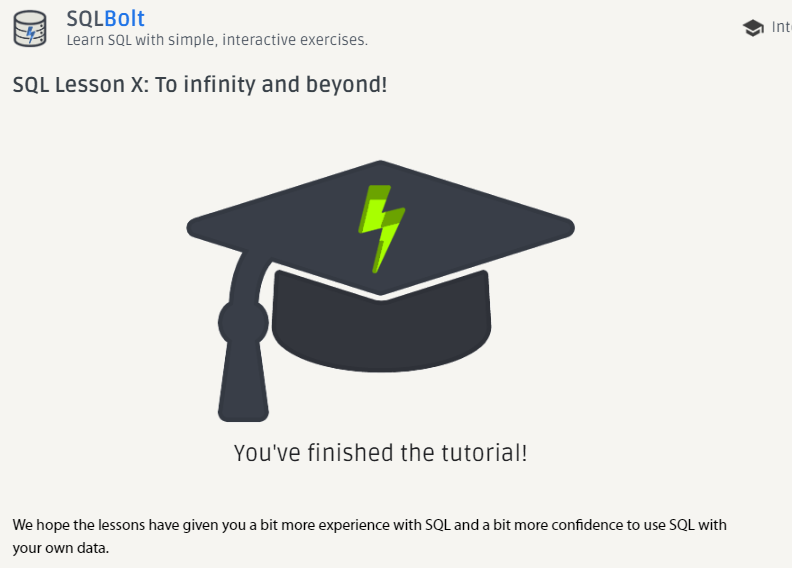 SQLBolt
Learn SQL with simple, interactive exercises.
SQL Lesson X: To infinity and beyond!
You've finished the tutorial!
We hope the lessons have given you a bit more experience with SQL and a bit more confidence to use SQL with
your own data.